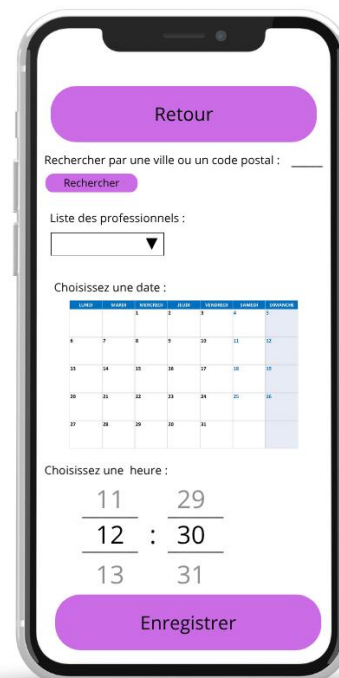 Retour
Rechercher par une ville ou un code postal :
Rechercher
Liste des professionnels :
Choisissez une date :
LUNDI MARDI MERCREDI JEUDI VENDREDI SAMEDI DIMANCHE
1 2 3 4 5
6 7 8 9 10 11 12
13 14 15 16 17 18 19
20 21 22 23 24 25 26
27 28 29 30 31
Choisissez une heure :
11 29
12 : 30
13 31
Enregistrer